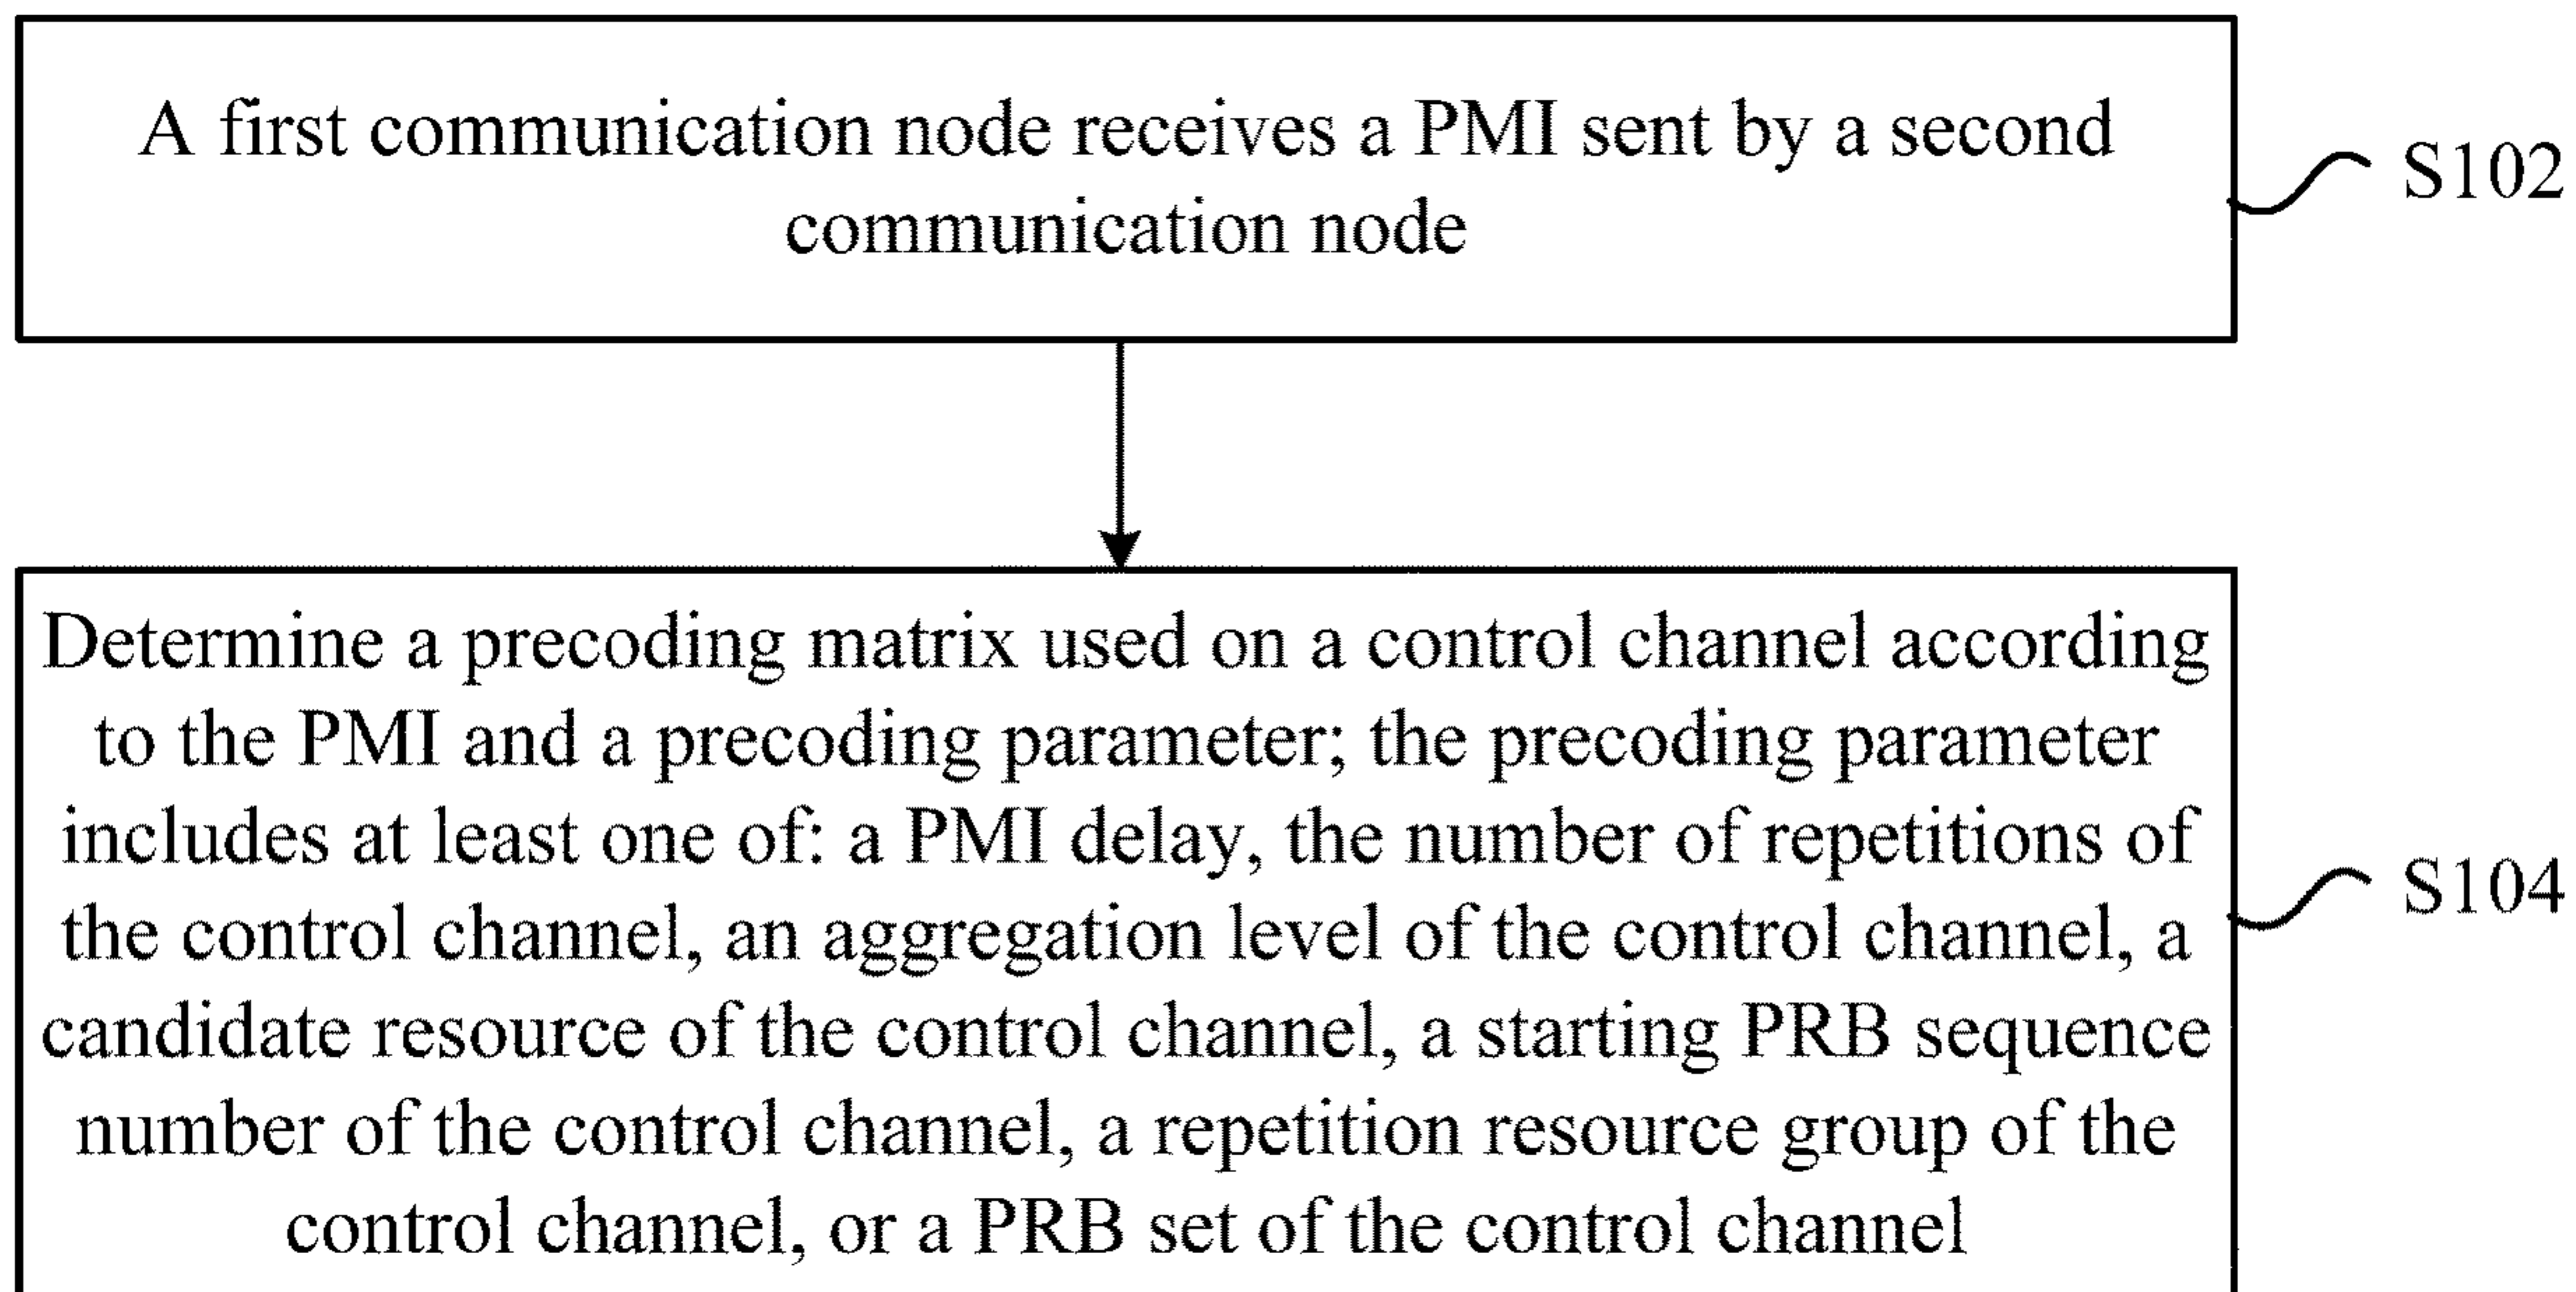 A first communication node receives a PMI sent by a second
communication node
S102
Determine a precoding matrix used on a control channel according
to the PMI and a precoding parameter; the precoding parameter
includes at least one of: a PMI delay, the number of repetitions of
the control channel, an aggregation level of the control channel, a
candidate resource of the control channel, a starting PRB sequence
number of the control channel, a repetition resource group of the
control channel, or a PRB set of the control channel
S104